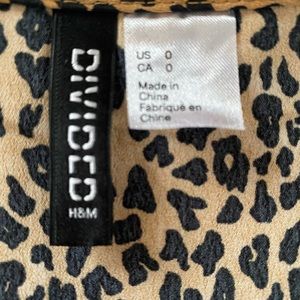 DIVIDED
H&M
US 0
CA 0
Made in
China
Fabriqué en
Chine